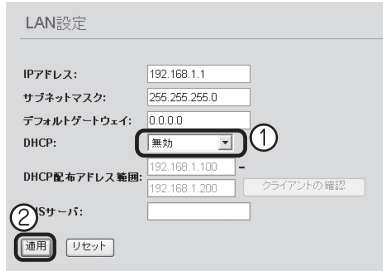 LAN設定
IPアドレス: 192.168.1.1
サブネットマスク: 255.255.255.0
デフォルトゲートウェイ: 0.0.0.0
DHCP: 無効 ①
DHCP配布アドレス範囲: 192.168.1.100 –
192.168.1.200 クライアントの確認
② Sサーバ:
適用 リセット